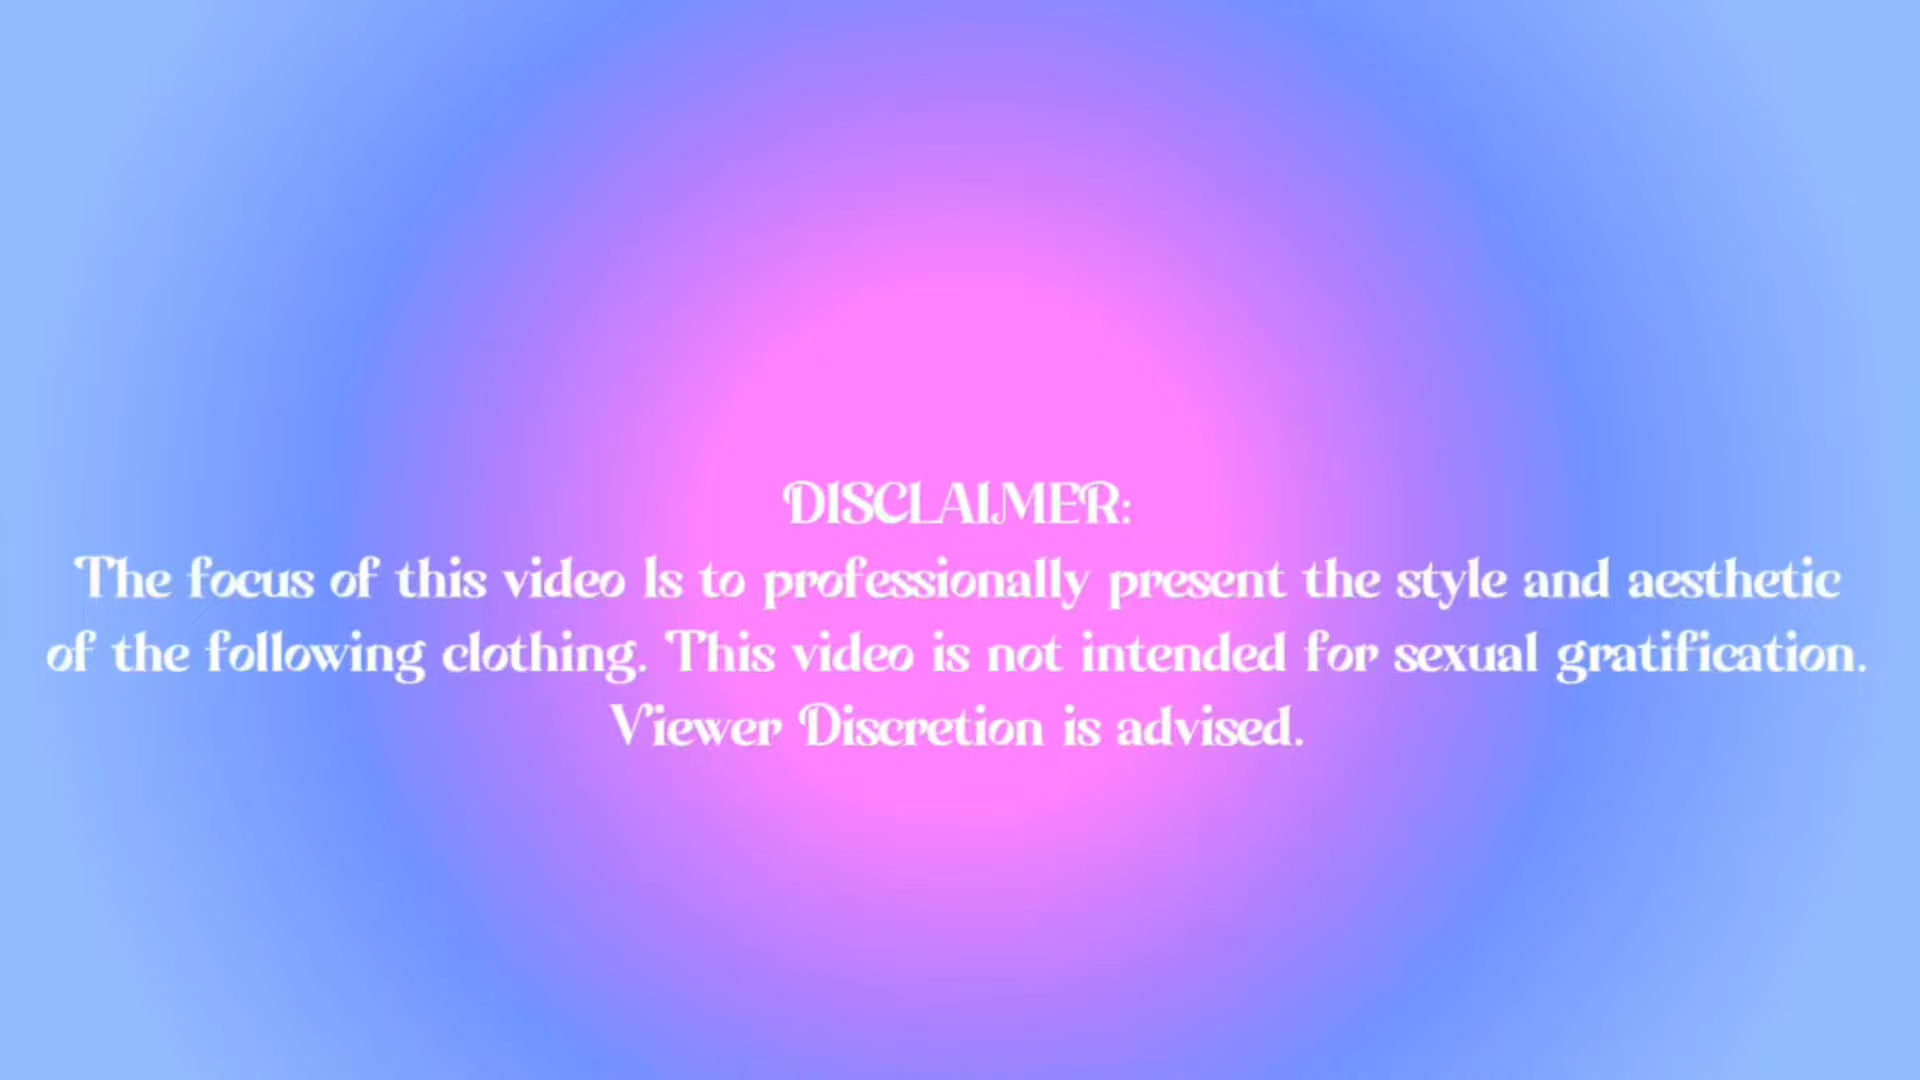 DISCLAIMER:
The focus of this video Is to professionally present the style and aesthetic
of the following clothing. This video is not intended for sexual gratification.
Viewer Discretion is advised.